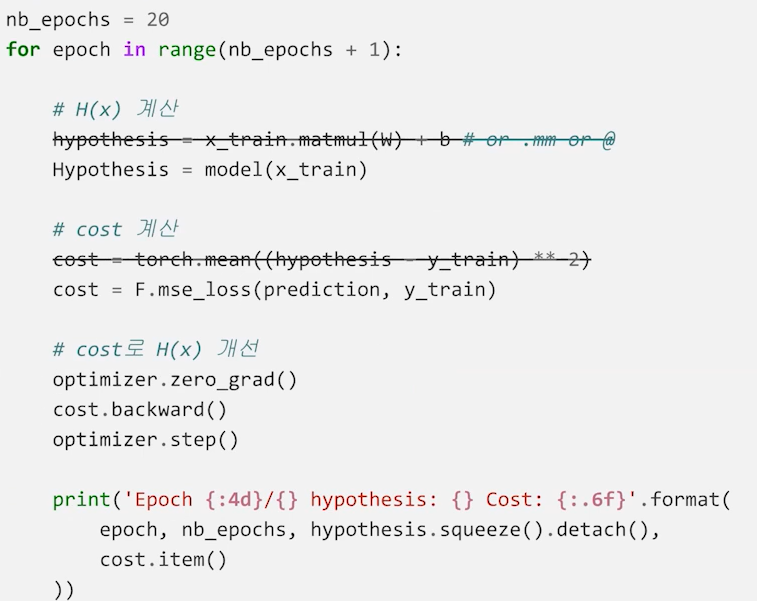 nb_epochs = 20
for epoch in range(nb_epochs + 1):
# H(x) 계산
hypothesis = x_train.matmul(W) + b # or .mm or @
Hypothesis = model(x_train)
# cost 계산
cost = torch.mean((hypothesis - y_train) ** 2)
cost = F.mse_loss(prediction, y_train)
# cost로 H(x) 개선
optimizer.zero_grad()
cost.backward()
optimizer.step()
print('Epoch {:4d}/{} hypothesis: {} Cost: {:.6f}'.format(
epoch, nb_epochs, hypothesis.squeeze().detach(),
cost.item()
))